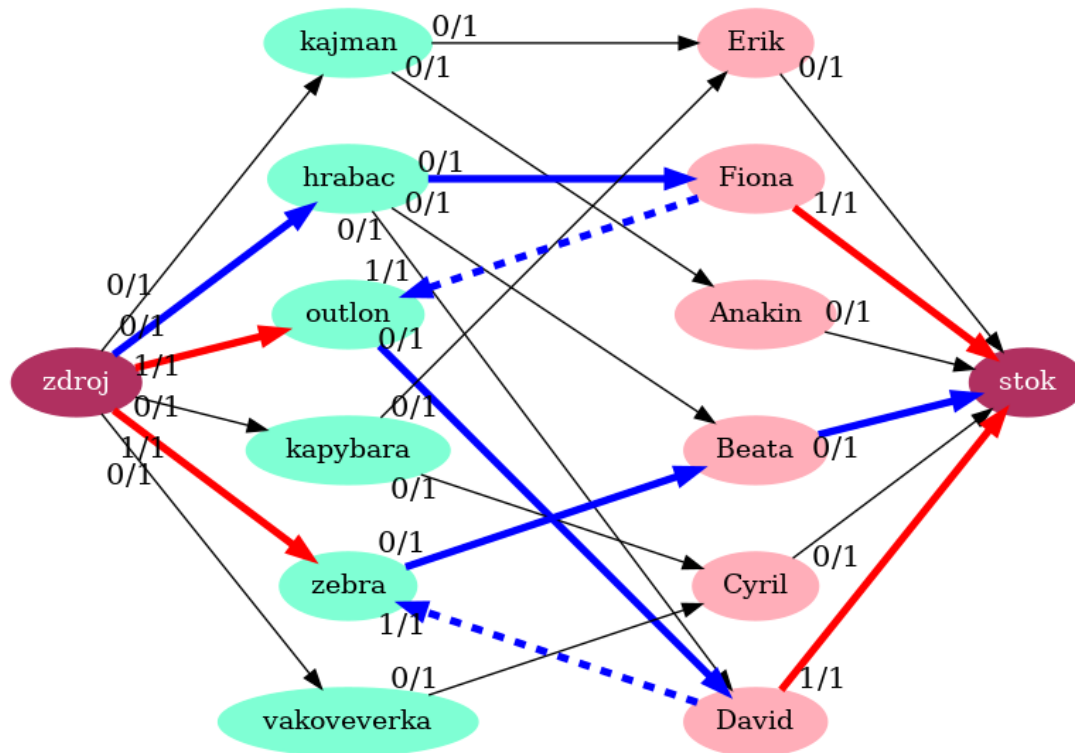 kajman
0/1
Erik
0/1
0/1
hrabac
0/1
Fiona
0/1
1/1
0/1
1/1
0/1
outlon
0/1
Anakin
0/1
0/1
zdroj
1/1
stok
0/1
0/1
kapybara
Beata
0/1
1/1
0/1
0/1
zebra
0/1
Cyril
0/1
1/1
vakoveverka
0/1
David
1/1